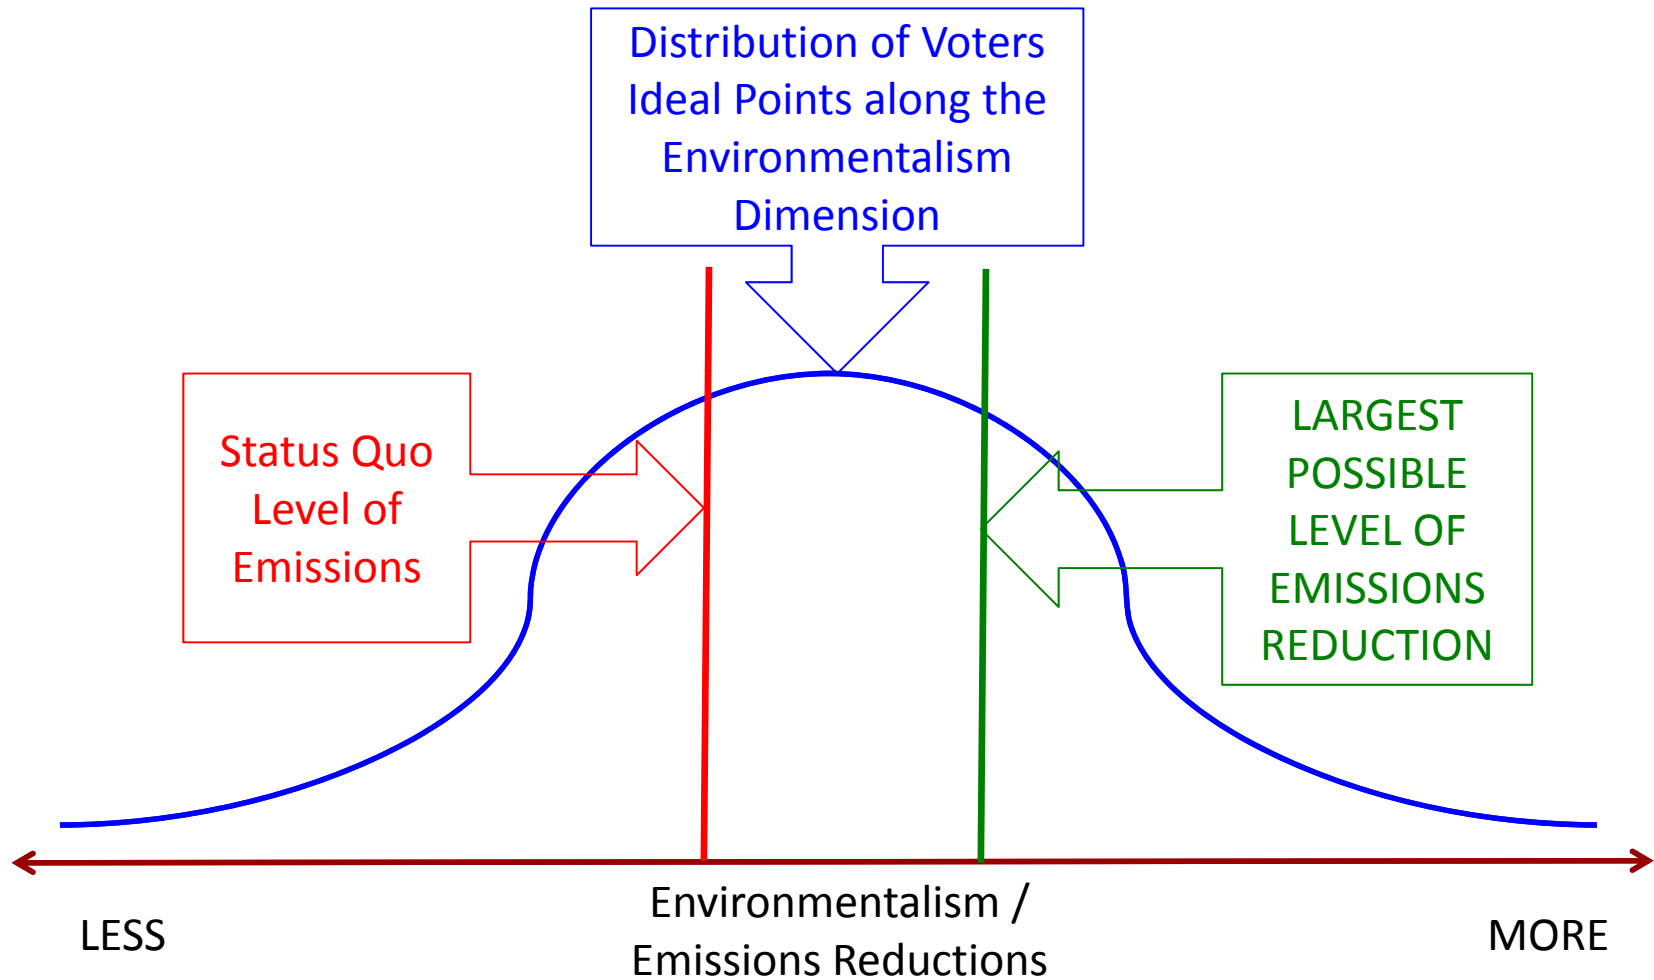 Distribution of Voters
Ideal Points along the
Environmentalism
Dimension
Status Quo
Level of
Emissions
LARGEST
POSSIBLE
LEVEL OF
EMISSIONS
REDUCTION
LESS
Environmentalism /
Emissions Reductions
MORE